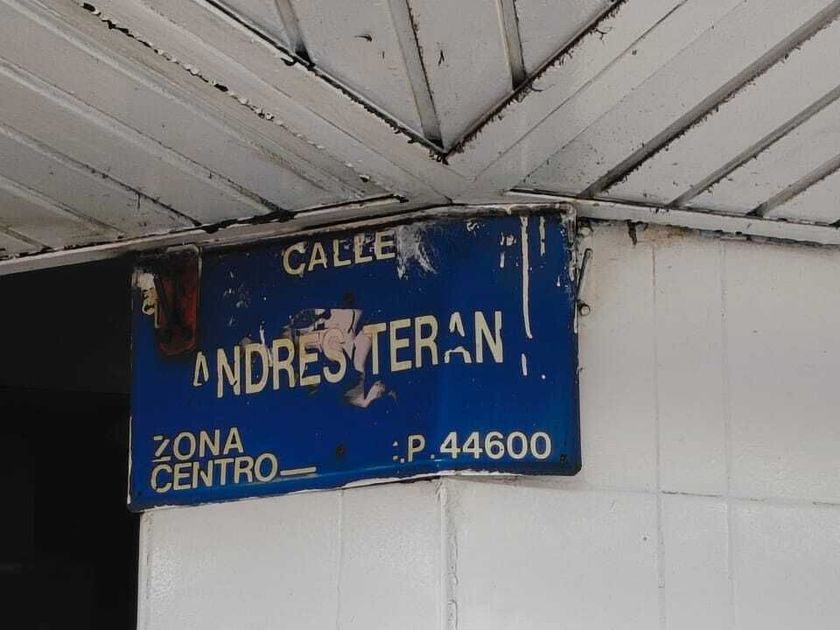 CALLE
ANDRES TERAN
ZONA
CENTRO
C.P. 44600